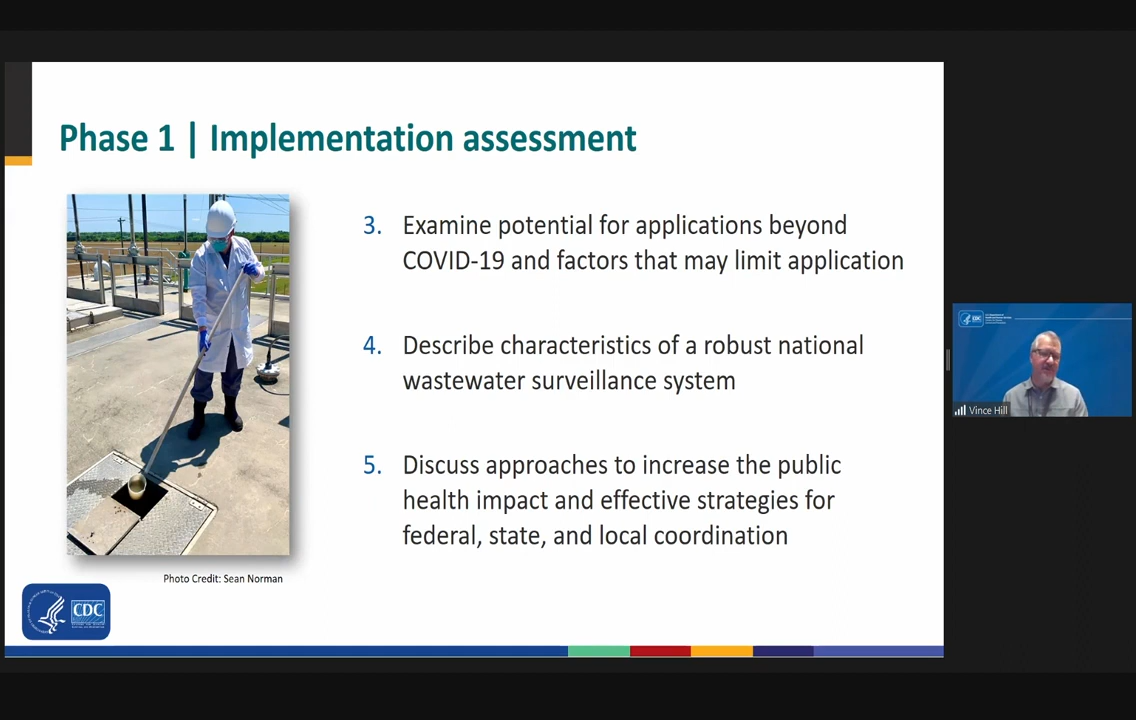 Phase 1 | Implementation assessment
3. Examine potential for applications beyond
COVID-19 and factors that may limit application
4. Describe characteristics of a robust national
wastewater surveillance system
5. Discuss approaches to increase the public
health impact and effective strategies for
federal, state, and local coordination
Photo Credit: Sean Norman
CDC
CDC
Vince Hill